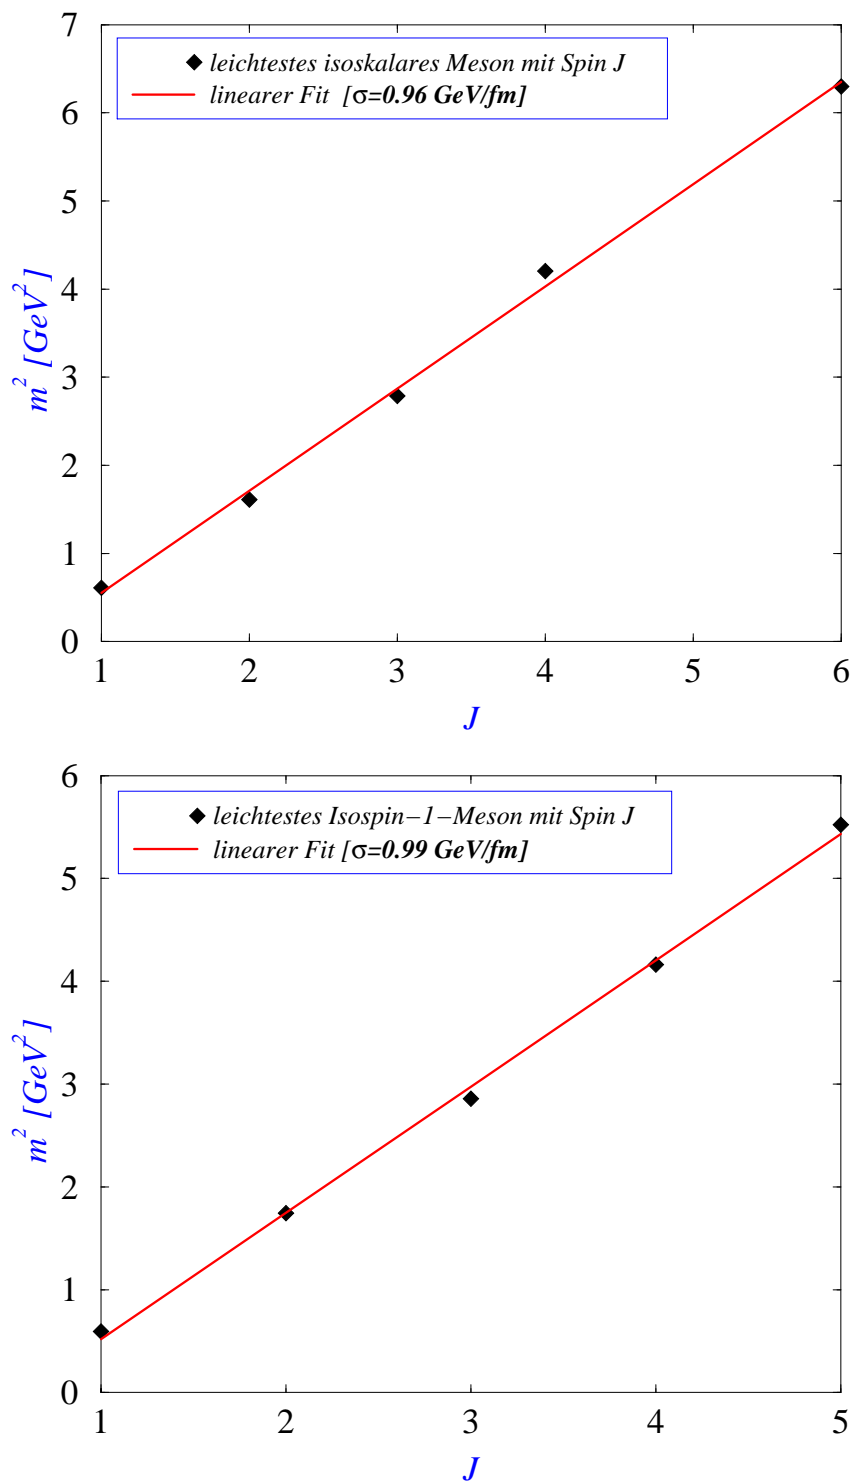 7
6
5
4
3
2
1
0
leichtestes isoskalares Meson mit Spin J
linearer Fit [σ=0.96 GeV/fm]
m² [GeV²]
1 2 3 4 5 6
J
6
5
4
3
2
1
0
leichtestes Isospin−1−Meson mit Spin J
linearer Fit [σ=0.99 GeV/fm]
m² [GeV²]
1 2 3 4 5
J